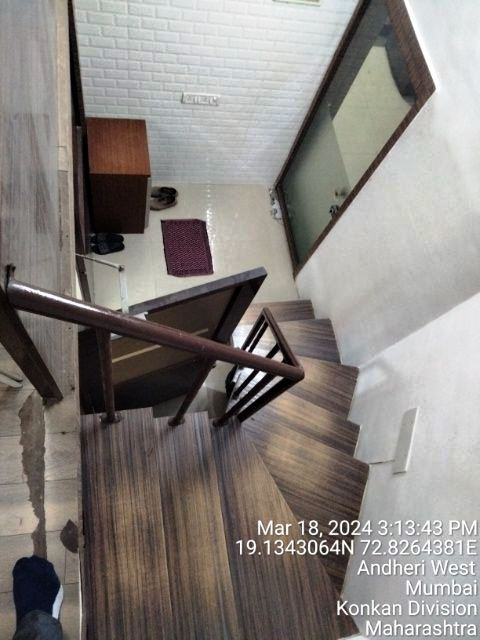 Mar 18, 2024 3:13:43 PM
19.1343064N 72.8264381E
Andheri West
Mumbai
Konkan Division
Maharashtra